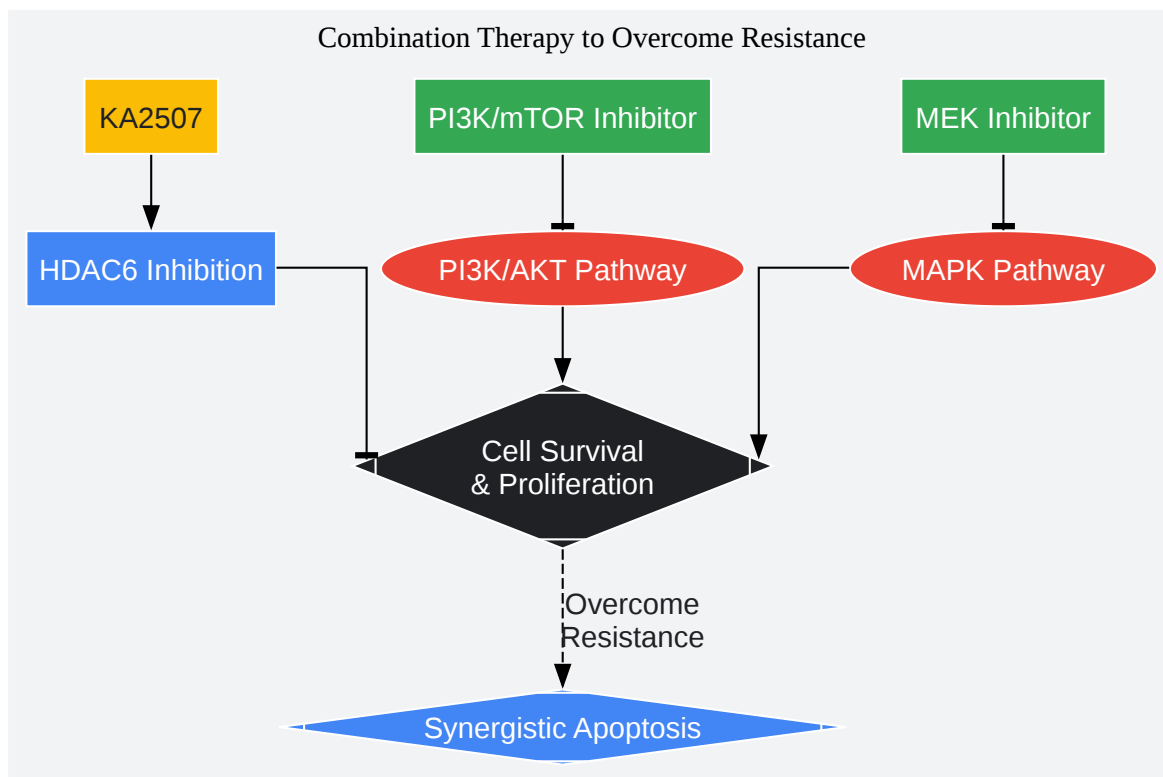 Combination Therapy to Overcome Resistance
KA2507
PI3K/mTOR Inhibitor
MEK Inhibitor
HDAC6 Inhibition
PI3K/AKT Pathway
MAPK Pathway
Cell Survival
& Proliferation
Overcome
Resistance
Synergistic Apoptosis